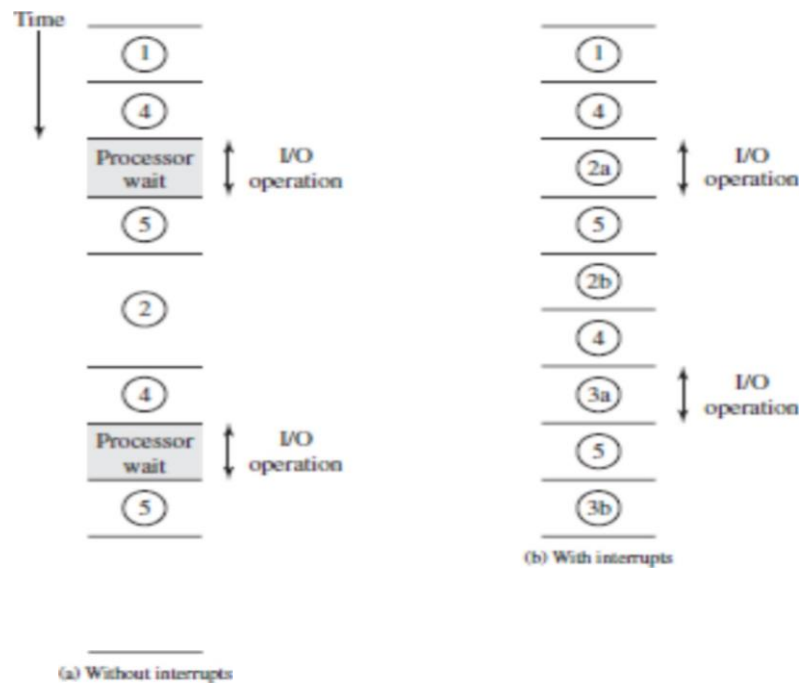 Time
1
4
Processor
wait
I/O
operation
5
2
4
Processor
wait
I/O
operation
5
(a) Without interrupts
1
4
2a
I/O
operation
5
2b
4
3a
I/O
operation
5
3b
(b) With interrupts